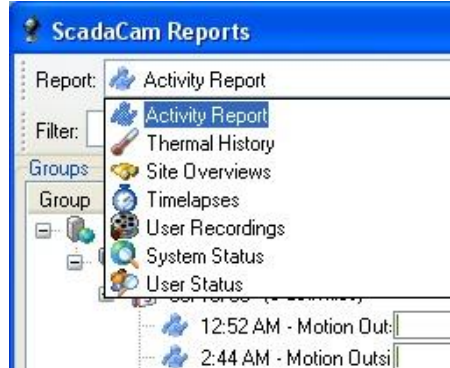 ScadaCam Reports
Report: Activity Report
Activity Report
Filter:
Thermal History
Groups
Site Overviews
Group
Timelapses
User Recordings
System Status
User Status
12:52 AM - Motion Out
2:44 AM - Motion Outsi